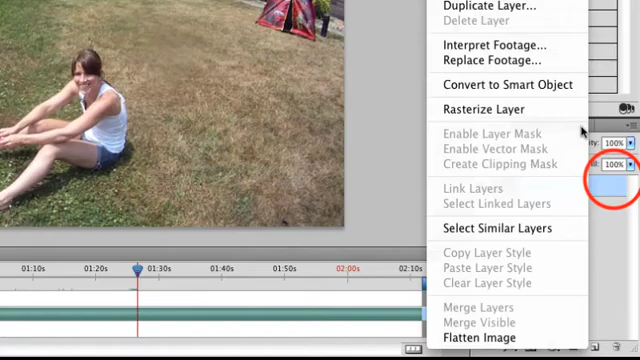 Duplicate Layer...
Delete Layer
Interpret Footage...
Replace Footage...
Convert to Smart Object
Rasterize Layer
Enable Layer Mask
Enable Vector Mask
Create Clipping Mask
Link Layers
Select Linked Layers
Select Similar Layers
Copy Layer Style
Paste Layer Style
Clear Layer Style
Merge Layers
Merge Visible
Flatten Image
100%
100%
01:10s 01:20s 01:30s 01:40s 01:50s 02:00s 02:10s